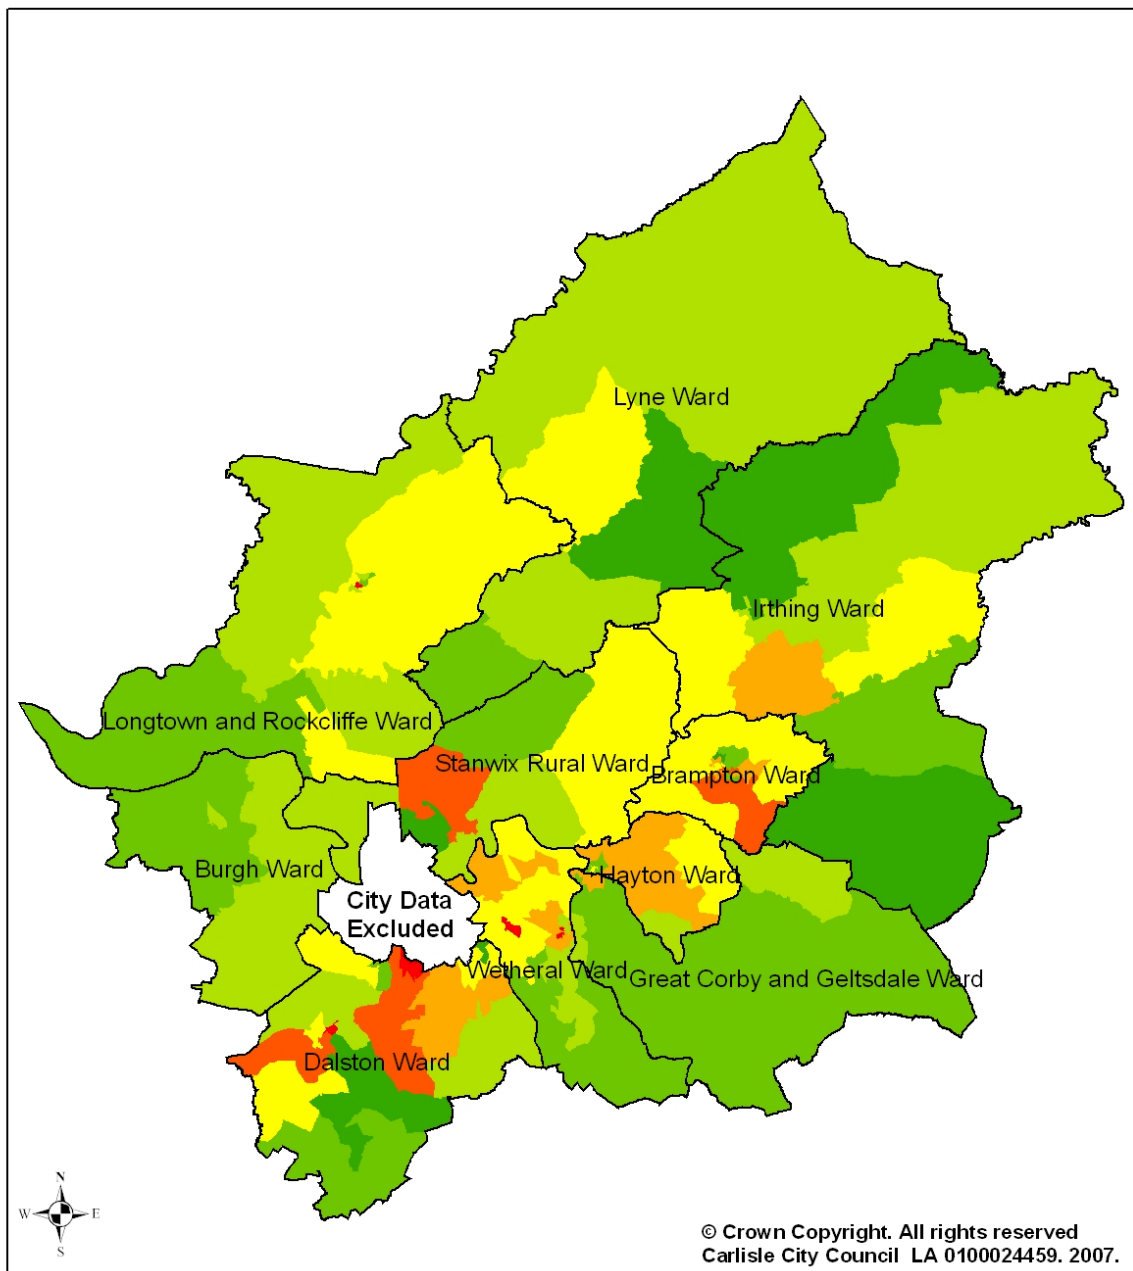 Lyne Ward
Irthing Ward
Longtown and Rockcliffe Ward
Stanwix Rural Ward
Brampton Ward
Burgh Ward
Hayton Ward
City Data
Excluded
Wetheral Ward
Great Corby and Geltsdale Ward
Dalston Ward
N
W E
S
© Crown Copyright. All rights reserved
Carlisle City Council LA 0100024459. 2007.